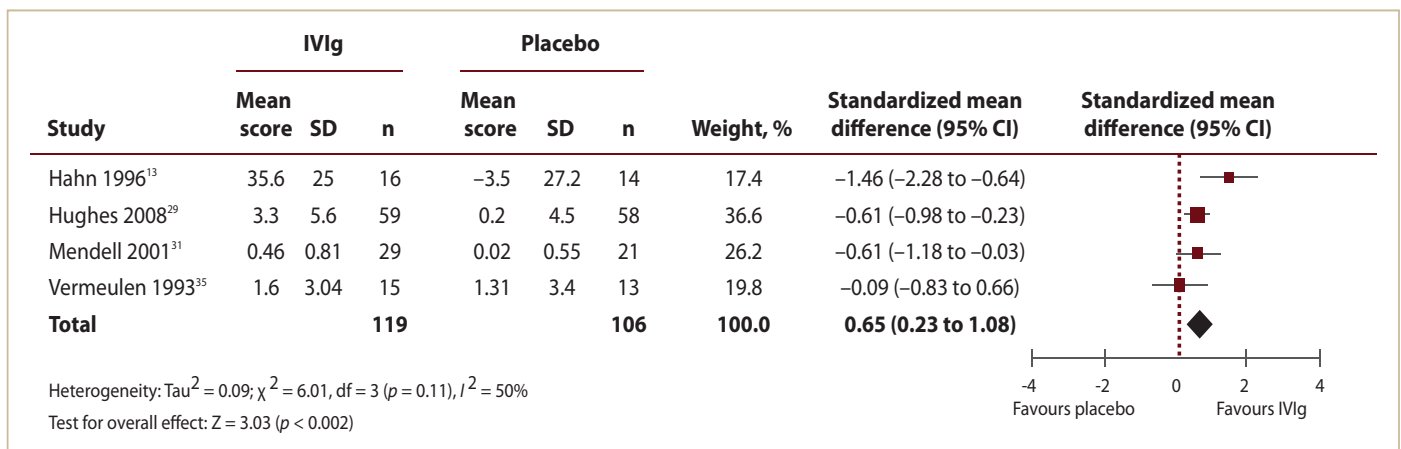 IVIg Placebo
Mean Mean Standardized mean Standardized mean
Study score SD n score SD n Weight, % difference (95% CI) difference (95% CI)
Hahn 1996¹³ 35.6 25 16 –3.5 27.2 14 17.4 –1.46 (–2.28 to –0.64)
Hughes 2008²⁹ 3.3 5.6 59 0.2 4.5 58 36.6 –0.61 (–0.98 to –0.23)
Mendell 2001³¹ 0.46 0.81 29 0.02 0.55 21 26.2 –0.61 (–1.18 to –0.03)
Vermeulen 1993³⁵ 1.6 3.04 15 1.31 3.4 13 19.8 –0.09 (–0.83 to 0.66)
Total 119 106 100.0 0.65 (0.23 to 1.08)
-4 -2 0 2 4
Favours placebo Favours IVIg
Heterogeneity: Tau² = 0.09; χ² = 6.01, df = 3 (p = 0.11), I² = 50%
Test for overall effect: Z = 3.03 (p < 0.002)